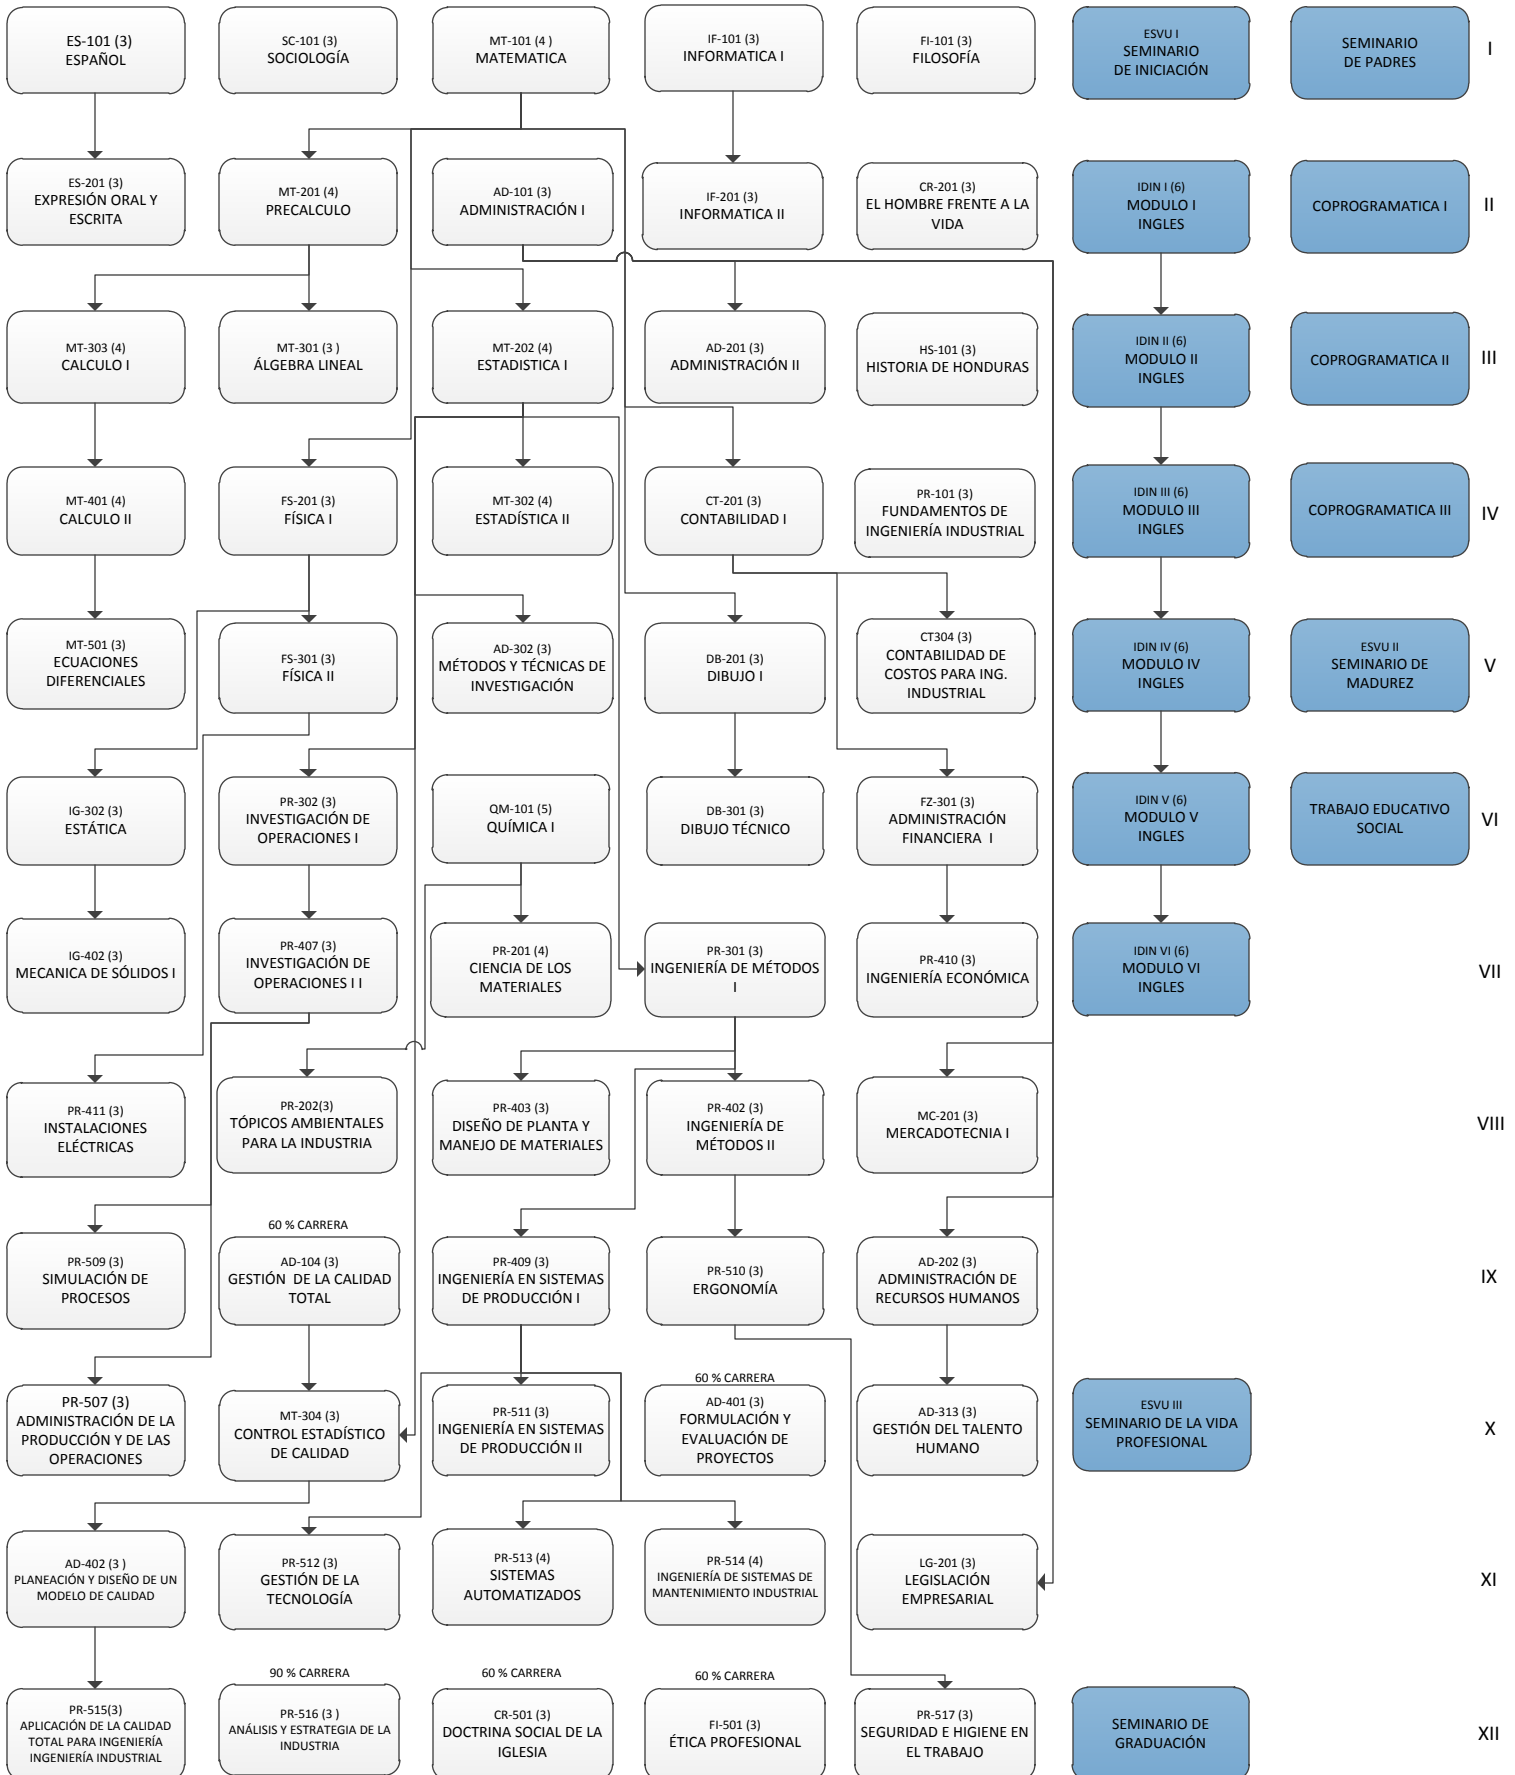 ES-101 (3)
ESPAÑOL
SC-101 (3)
SOCIOLOGÍA
MT-101 (4 )
MATEMATICA
IF-101 (3)
INFORMATICA I
FI-101 (3)
FILOSOFÍA
ESVU I
SEMINARIO
DE INICIACIÓN
SEMINARIO
DE PADRES
I
ES-201 (3)
EXPRESIÓN ORAL Y
ESCRITA
MT-201 (4)
PRECALCULO
AD-101 (3)
ADMINISTRACIÓN I
IF-201 (3)
INFORMATICA II
CR-201 (3)
EL HOMBRE FRENTE A LA
VIDA
IDIN I (6)
MODULO I
INGLES
COPROGRAMATICA I
II
MT-303 (4)
CALCULO I
MT-301 (3 )
ÁLGEBRA LINEAL
MT-202 (4)
ESTADISTICA I
AD-201 (3)
ADMINISTRACIÓN II
HS-101 (3)
HISTORIA DE HONDURAS
IDIN II (6)
MODULO II
INGLES
COPROGRAMATICA II
III
MT-401 (4)
CALCULO II
FS-201 (3)
FÍSICA I
MT-302 (4)
ESTADÍSTICA II
CT-201 (3)
CONTABILIDAD I
PR-101 (3)
FUNDAMENTOS DE
INGENIERÍA INDUSTRIAL
IDIN III (6)
MODULO III
INGLES
COPROGRAMATICA III
IV
MT-501 (3)
ECUACIONES
DIFERENCIALES
FS-301 (3)
FÍSICA II
AD-302 (3)
MÉTODOS Y TÉCNICAS DE
INVESTIGACIÓN
DB-201 (3)
DIBUJO I
CT304 (3)
CONTABILIDAD DE
COSTOS PARA ING.
INDUSTRIAL
IDIN IV (6)
MODULO IV
INGLES
ESVU II
SEMINARIO DE
MADUREZ
V
IG-302 (3)
ESTÁTICA
PR-302 (3)
INVESTIGACIÓN DE
OPERACIONES I
QM-101 (5)
QUÍMICA I
DB-301 (3)
DIBUJO TÉCNICO
FZ-301 (3)
ADMINISTRACIÓN
FINANCIERA  I
IDIN V (6)
MODULO V
INGLES
TRABAJO EDUCATIVO
SOCIAL
VI
IG-402 (3)
MECANICA DE SÓLIDOS I
PR-407 (3)
INVESTIGACIÓN DE
OPERACIONES I I
PR-201 (4)
CIENCIA DE LOS
MATERIALES
PR-301 (3)
INGENIERÍA DE MÉTODOS
I
PR-410 (3)
INGENIERÍA ECONÓMICA
IDIN VI (6)
MODULO VI
INGLES
VII
PR-411 (3)
INSTALACIONES
ELÉCTRICAS
PR-202(3)
TÓPICOS AMBIENTALES
PARA LA INDUSTRIA
PR-403 (3)
DISEÑO DE PLANTA Y
MANEJO DE MATERIALES
PR-402 (3)
INGENIERÍA DE
MÉTODOS II
MC-201 (3)
MERCADOTECNIA I
VIII
60 % CARRERA
PR-509 (3)
SIMULACIÓN DE
PROCESOS
AD-104 (3)
GESTIÓN  DE LA CALIDAD
TOTAL
PR-409 (3)
INGENIERÍA EN SISTEMAS
DE PRODUCCIÓN I
PR-510 (3)
ERGONOMÍA
AD-202 (3)
ADMINISTRACIÓN DE
RECURSOS HUMANOS
IX
60 % CARRERA
PR-507 (3)
ADMINISTRACIÓN DE LA
PRODUCCIÓN Y DE LAS
OPERACIONES
MT-304 (3)
CONTROL ESTADÍSTICO
DE CALIDAD
PR-511 (3)
INGENIERÍA EN SISTEMAS
DE PRODUCCIÓN II
AD-401 (3)
FORMULACIÓN Y
EVALUACIÓN DE
PROYECTOS
AD-313 (3)
GESTIÓN DEL TALENTO
HUMANO
ESVU III
SEMINARIO DE LA VIDA
PROFESIONAL
X
AD-402 (3 )
PLANEACIÓN Y DISEÑO DE UN
MODELO DE CALIDAD
PR-512 (3)
GESTIÓN DE LA
TECNOLOGÍA
PR-513 (4)
SISTEMAS
AUTOMATIZADOS
PR-514 (4)
INGENIERÍA DE SISTEMAS DE
MANTENIMIENTO INDUSTRIAL
LG-201 (3)
LEGISLACIÓN
EMPRESARIAL
XI
90 % CARRERA
60 % CARRERA
60 % CARRERA
PR-515(3)
APLICACIÓN DE LA CALIDAD
TOTAL PARA INGENIERÍA
INGENIERÍA INDUSTRIAL
PR-516 (3 )
ANÁLISIS Y ESTRATEGIA DE LA
INDUSTRIA
CR-501 (3)
DOCTRINA SOCIAL DE LA
IGLESIA
FI-501 (3)
ÉTICA PROFESIONAL
PR-517 (3)
SEGURIDAD E HIGIENE EN
EL TRABAJO
SEMINARIO DE
GRADUACIÓN
XII